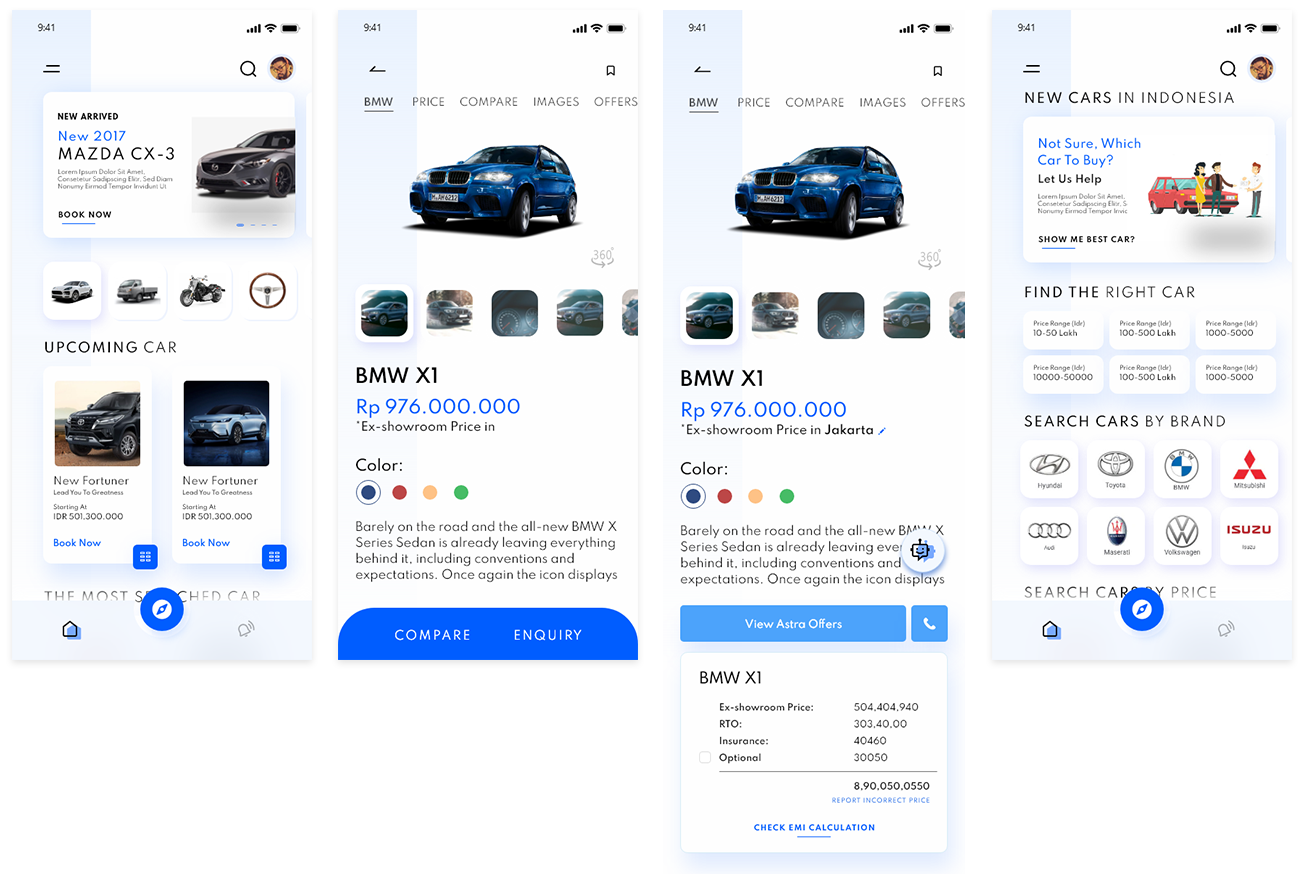 9:41
NEW ARRIVED
New 2017
MAZDA CX-3
Lorem Ipsum Dolor Sit Amet,
Consetetur Sadipscing Elitr, Sed Diam
Nonumy Eirmod Tempor Invidunt Ut
BOOK NOW
UPCOMING CAR
New Fortuner
Lead You To Greatness
Starting At
IDR 501.300.000
Book Now
New Fortuner
Lead You To Greatness
Starting At
IDR 501.300.000
Book Now
THE MOST SE CHED CAR
9:41
BMW PRICE COMPARE IMAGES OFFERS
M·AH 6212
360°
BMW X1
Rp 976.000.000
*Ex-showroom Price in
Color:
Barely on the road and the all-new BMW X
Series Sedan is already leaving everything
behind it, including conventions and
expectations. Once again the icon displays
COMPARE ENQUIRY
9:41
BMW PRICE COMPARE IMAGES OFFERS
M·AH 6212
360°
BMW X1
Rp 976.000.000
*Ex-showroom Price in Jakarta
Color:
Barely on the road and the all-new BMW X
Series Sedan is already leaving eve
behind it, including conventions and
expectations. Once again the icon displays
View Astra Offers
BMW X1
Ex-showroom Price: 504,404,940
RTO: 303,40,00
Insurance: 40460
Optional 30050
8,90,050,0550
REPORT INCORRECT PRICE
CHECK EMI CALCULATION
9:41
NEW CARS IN INDONESIA
Not Sure, Which
Car To Buy?
Let Us Help
Lorem Ipsum Dolor Sit Amet,
Consetetur Sadipscing Elitr, S
Nonumy Eirmod Tempor Invic
SHOW ME BEST CAR?
FIND THE RIGHT CAR
Price Range (Idr)
10-50 Lakh
Price Range (Idr)
100-500 Lakh
Price Range (Idr)
1000-5000
Price Range (Idr)
10000-50000
Price Range (Idr)
100-500 Lakh
Price Range (Idr)
1000-5000
SEARCH CARS BY BRAND
Hyundai
Toyota
BMW
BMW
Mitsubishi
Audi
Maserati
Volkswagen
ISUZU
Isuzu
SEARCH CARS BY PRICE